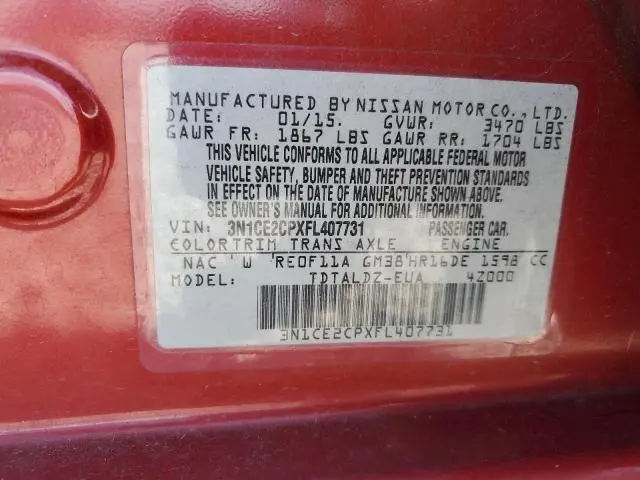 MANUFACTURED BY NISSAN MOTOR CO., LTD.
DATE: 01/15. GVWR: 3470 LBS
GAWR FR: 1867 LBS GAWR RR: 1704 LBS
THIS VEHICLE CONFORMS TO ALL APPLICABLE FEDERAL MOTOR
VEHICLE SAFETY, BUMPER AND THEFT PREVENTION STANDARDS
IN EFFECT ON THE DATE OF MANUFACTURE SHOWN ABOVE.
SEE OWNER'S MANUAL FOR ADDITIONAL INFORMATION.
VIN: 3N1CE2CPXFL407731 PASSENGER CAR.
COLOR TRIM TRANS AXLE ENGINE
NAC W RE0F11A GM38 HR16DE 1598 CC
MODEL: TDTALDZ-EUA 4Z000
3N1CE2CPXFL407731